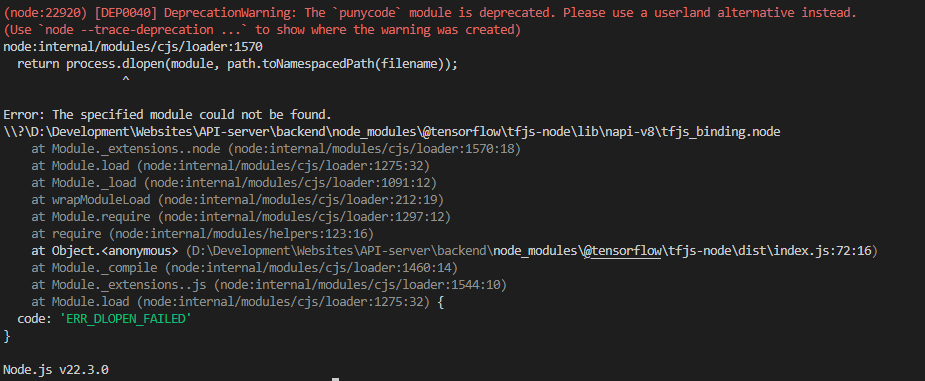 (node:22920) [DEP0040] DeprecationWarning: The `punycode` module is deprecated. Please use a userland alternative instead.
(Use `node --trace-deprecation ...` to show where the warning was created)
node:internal/modules/cjs/loader:1570
  return process.dlopen(module, path.toNamespacedPath(filename));
                 ^
Error: The specified module could not be found.
\\?\D:\Development\Websites\API-server\backend\node_modules\@tensorflow\tfjs-node\lib\napi-v8\tfjs_binding.node
    at Module._extensions..node (node:internal/modules/cjs/loader:1570:18)
    at Module.load (node:internal/modules/cjs/loader:1275:32)
    at Module._load (node:internal/modules/cjs/loader:1091:12)
    at wrapModuleLoad (node:internal/modules/cjs/loader:212:19)
    at Module.require (node:internal/modules/cjs/loader:1297:12)
    at require (node:internal/modules/helpers:123:16)
    at Object.<anonymous> (D:\Development\Websites\API-server\backend\node_modules\@tensorflow\tfjs-node\dist\index.js:72:16)
    at Module._compile (node:internal/modules/cjs/loader:1460:14)
    at Module._extensions..js (node:internal/modules/cjs/loader:1544:10)
    at Module.load (node:internal/modules/cjs/loader:1275:32) {
  code: 'ERR_DLOPEN_FAILED'
}
Node.js v22.3.0